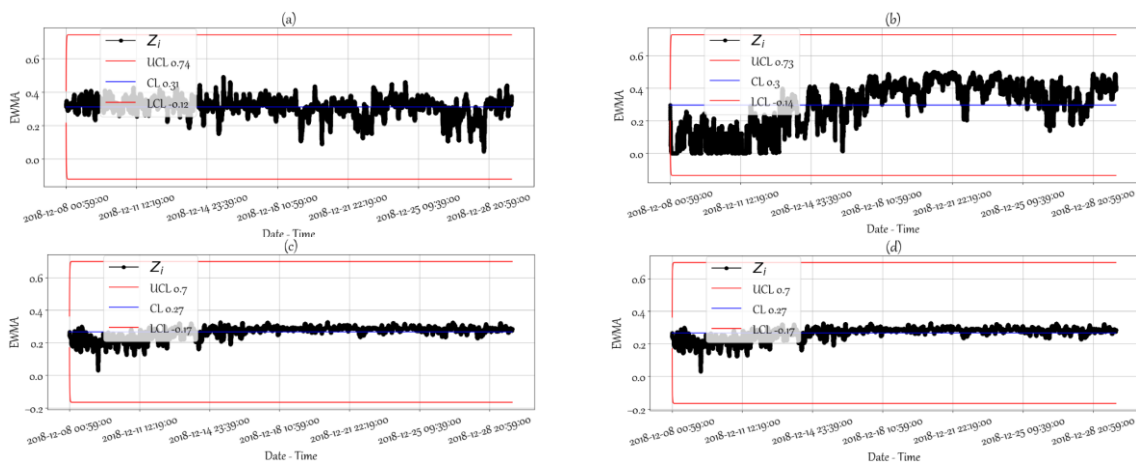 (a)
EWMA
0.6
0.4
0.2
0.0
Zi
UCL 0.74
CL 0.31
LCL -0.12
2018-12-08 00:59:00
2018-12-11 12:19:00
2018-12-14 23:39:00
2018-12-18 10:59:00
2018-12-21 22:19:00
2018-12-25 09:39:00
2018-12-28 20:59:00
Date - Time
(b)
EWMA
0.6
0.4
0.2
0.0
Zi
UCL 0.73
CL 0.3
LCL -0.14
2018-12-08 00:59:00
2018-12-11 12:19:00
2018-12-14 23:39:00
2018-12-18 10:59:00
2018-12-21 22:19:00
2018-12-25 09:39:00
2018-12-28 20:59:00
Date - Time
(c)
EWMA
0.6
0.4
0.2
0.0
−0.2
Zi
UCL 0.7
CL 0.27
LCL -0.17
2018-12-08 00:59:00
2018-12-11 12:19:00
2018-12-14 23:39:00
2018-12-18 10:59:00
2018-12-21 22:19:00
2018-12-25 09:39:00
2018-12-28 20:59:00
Date - Time
(d)
EWMA
0.6
0.4
0.2
0.0
−0.2
Zi
UCL 0.7
CL 0.27
LCL -0.17
2018-12-08 00:59:00
2018-12-11 12:19:00
2018-12-14 23:39:00
2018-12-18 10:59:00
2018-12-21 22:19:00
2018-12-25 09:39:00
2018-12-28 20:59:00
Date - Time